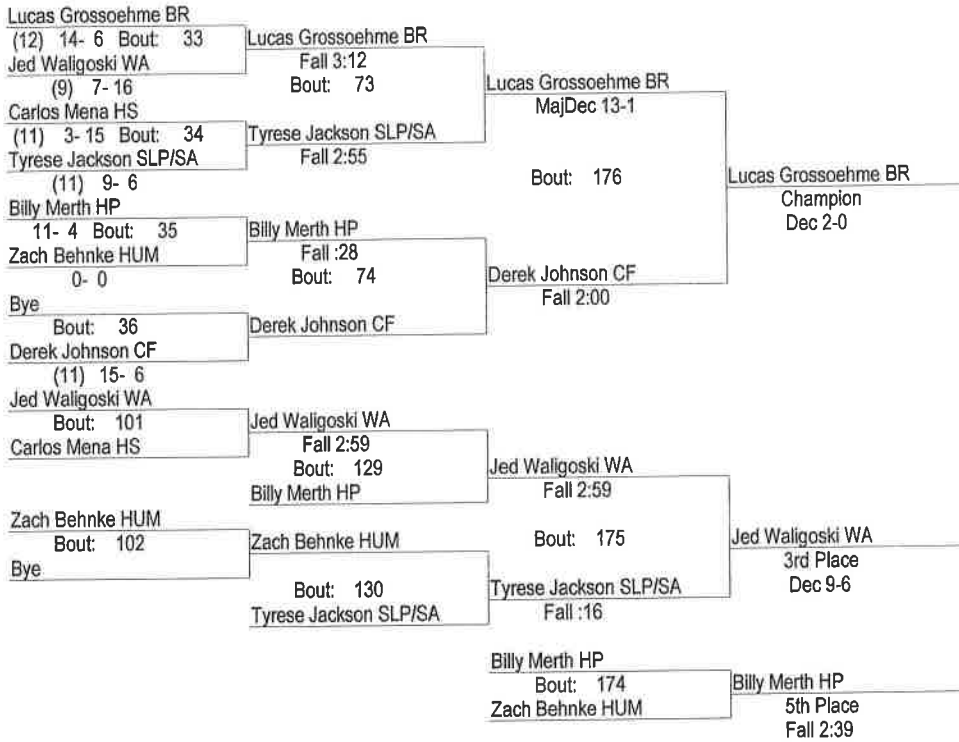 Lucas Grossoehme BR
(12) 14- 6 Bout: 33
Jed Waligoski WA
(9) 7- 16
Carlos Mena HS
(11) 3- 15 Bout: 34
Tyrese Jackson SLP/SA
(11) 9- 6
Billy Merth HP
11- 4 Bout: 35
Zach Behnke HUM
0- 0
Bye
Bout: 36
Derek Johnson CF
(11) 15- 6
Lucas Grossoehme BR
Fall 3:12
Bout: 73
Tyrese Jackson SLP/SA
Fall 2:55
Billy Merth HP
Fall :28
Bout: 74
Derek Johnson CF
Lucas Grossoehme BR
MajDec 13-1
Bout: 176
Derek Johnson CF
Fall 2:00
Lucas Grossoehme BR
Champion
Dec 2-0
Jed Waligoski WA
Bout: 101
Carlos Mena HS
Zach Behnke HUM
Bout: 102
Bye
Jed Waligoski WA
Fall 2:59
Bout: 129
Billy Merth HP
Zach Behnke HUM
Bout: 130
Tyrese Jackson SLP/SA
Jed Waligoski WA
Fall 2:59
Bout: 175
Tyrese Jackson SLP/SA
Fall :16
Jed Waligoski WA
3rd Place
Dec 9-6
Billy Merth HP
Bout: 174
Zach Behnke HUM
Billy Merth HP
5th Place
Fall 2:39